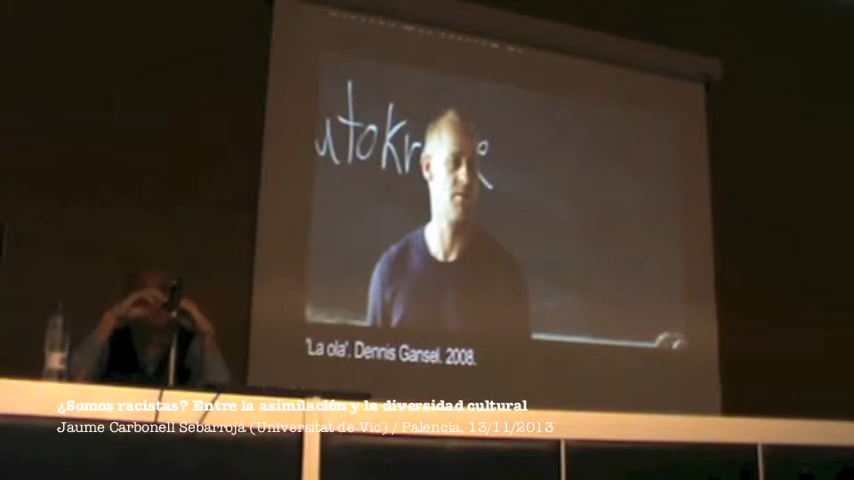 utokr e
'La ola'. Dennis Gansel. 2008.
¿Somos racistas? Entre la asimilación y la diversidad cultural
Jaume Carbonell Sebarroja (Universitat de Vic) / Palencia, 13/11/2013